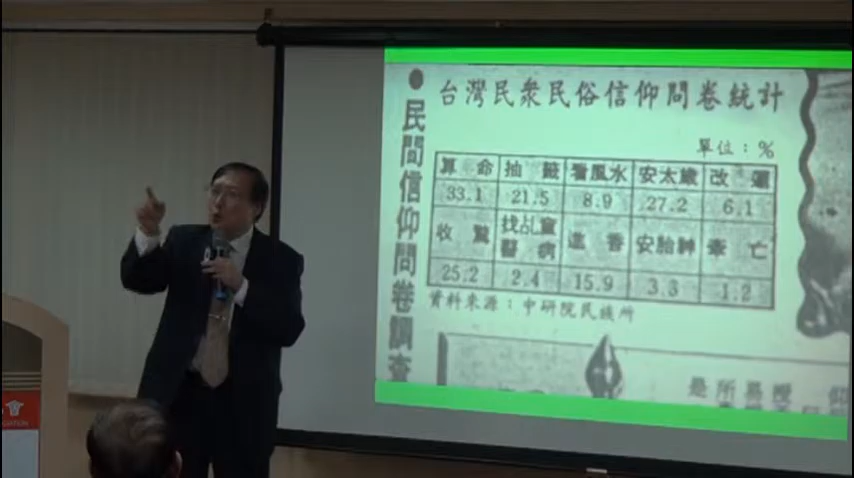 台灣民衆民俗信仰問卷統計
單位：%
算命 抽籤 看風水 安太歲 改運
33.1 21.5 8.9 27.2 6.1
收驚 找乩童醫病 進香 安胎神 牽亡
25.2 2.4 15.9 3.3 1.2
資料來源：中研院民族所
●民間信仰問卷調查